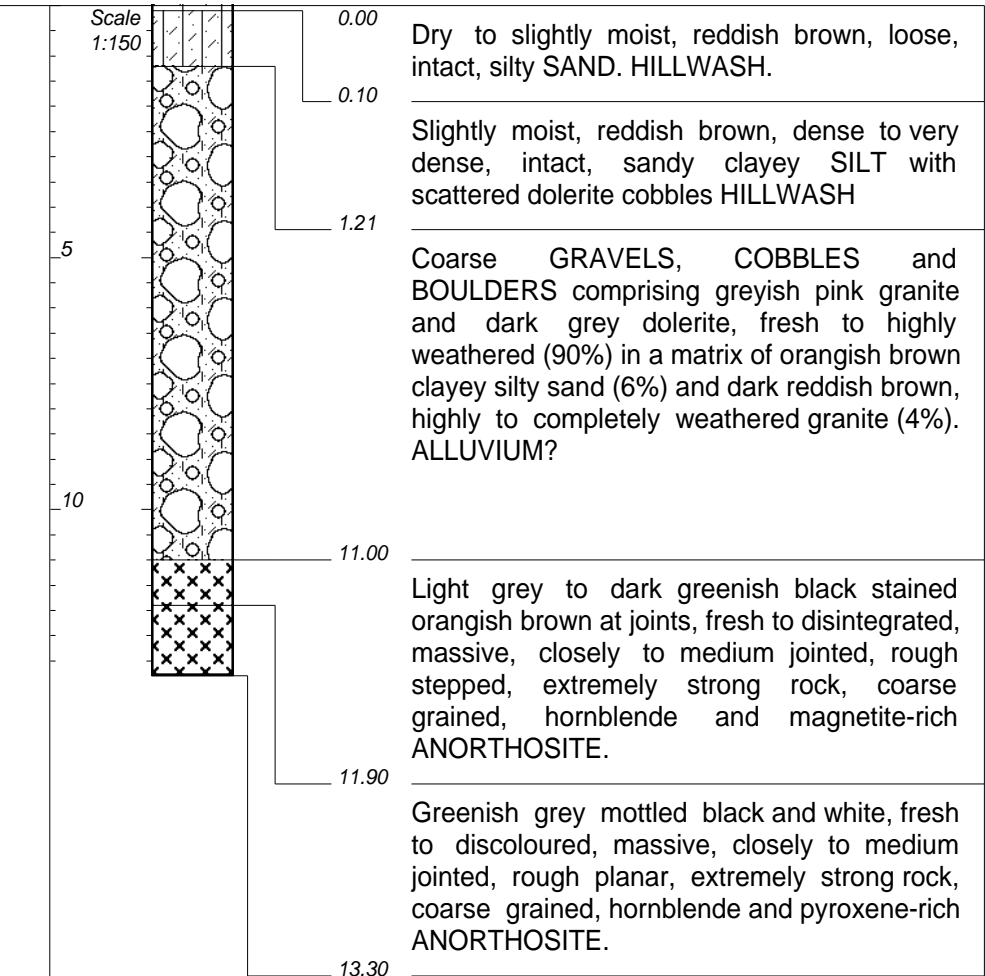 Scale
1:150
0.00
Dry to slightly moist, reddish brown, loose,
intact, silty SAND. HILLWASH.
0.10
Slightly moist, reddish brown, dense to very
dense, intact, sandy clayey SILT with
scattered dolerite cobbles HILLWASH
1.21
5
Coarse GRAVELS, COBBLES and
BOULDERS comprising greyish pink granite
and dark grey dolerite, fresh to highly
weathered (90%) in a matrix of orangish brown
clayey silty sand (6%) and dark reddish brown,
highly to completely weathered granite (4%).
ALLUVIUM?
10
11.00
Light grey to dark greenish black stained
orangish brown at joints, fresh to disintegrated,
massive, closely to medium jointed, rough
stepped, extremely strong rock, coarse
grained, hornblende and magnetite-rich
ANORTHOSITE.
11.90
Greenish grey mottled black and white, fresh
to discoloured, massive, closely to medium
jointed, rough planar, extremely strong rock,
coarse grained, hornblende and pyroxene-rich
ANORTHOSITE.
13.30